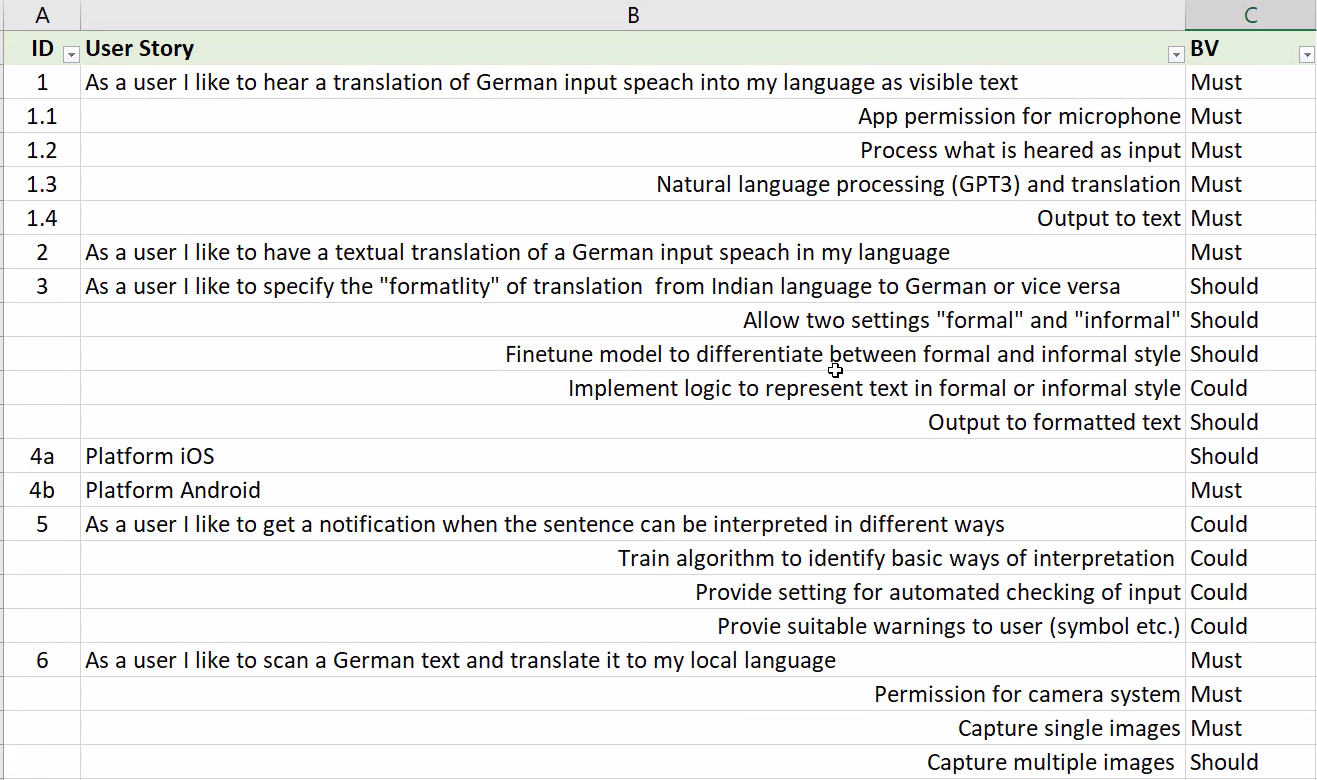 A B C
ID User Story BV
1 As a user I like to hear a translation of German input speach into my language as visible text Must
1.1 App permission for microphone Must
1.2 Process what is heared as input Must
1.3 Natural language processing (GPT3) and translation Must
1.4 Output to text Must
2 As a user I like to have a textual translation of a German input speach in my language Must
3 As a user I like to specify the "formatlity" of translation  from Indian language to German or vice versa Should
Allow two settings "formal" and "informal" Should
Finetune model to differentiate between formal and informal style Should
Implement logic to represent text in formal or informal style Could
Output to formatted text Should
4a Platform iOS Should
4b Platform Android Must
5 As a user I like to get a notification when the sentence can be interpreted in different ways Could
Train algorithm to identify basic ways of interpretation Could
Provide setting for automated checking of input Could
Provie suitable warnings to user (symbol etc.) Could
6 As a user I like to scan a German text and translate it to my local language Must
Permission for camera system Must
Capture single images Must
Capture multiple images Should